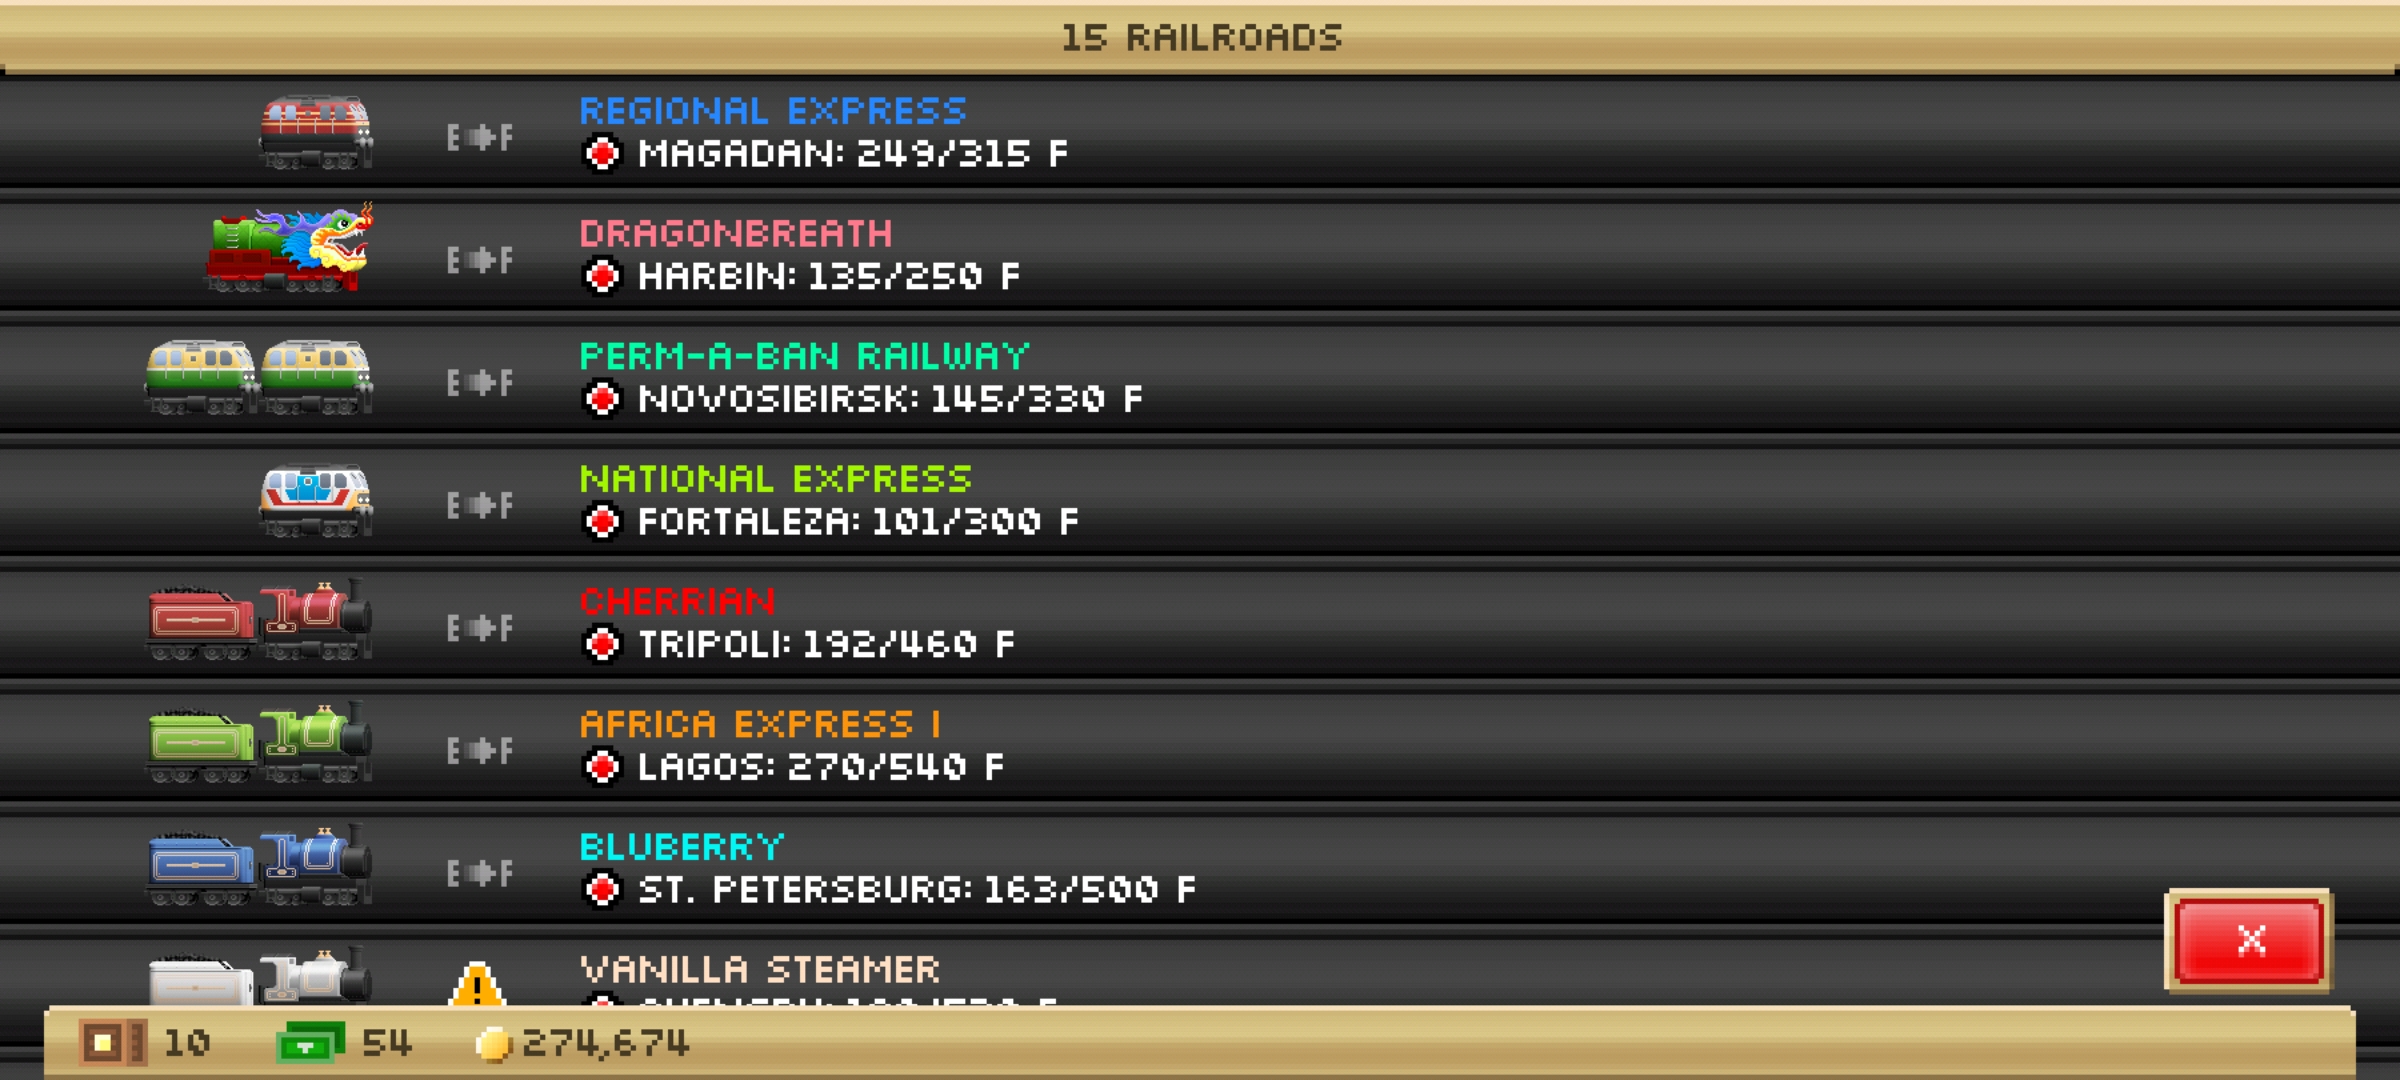 15 RAILROADS
REGIONAL EXPRESS
E F MAGADAN: 249/315 F
DRAGONBREATH
E F HARBIN: 135/250 F
PERM-A-BAN RAILWAY
E F NOVOSIBIRSK: 145/330 F
NATIONAL EXPRESS
E F FORTALEZA: 101/300 F
CHERRIAN
E F TRIPOLI: 192/460 F
AFRICA EXPRESS I
E F LAGOS: 270/540 F
BLUBERRY
E F ST. PETERSBURG: 163/500 F
VANILLA STEAMER
X
10 54 274,674